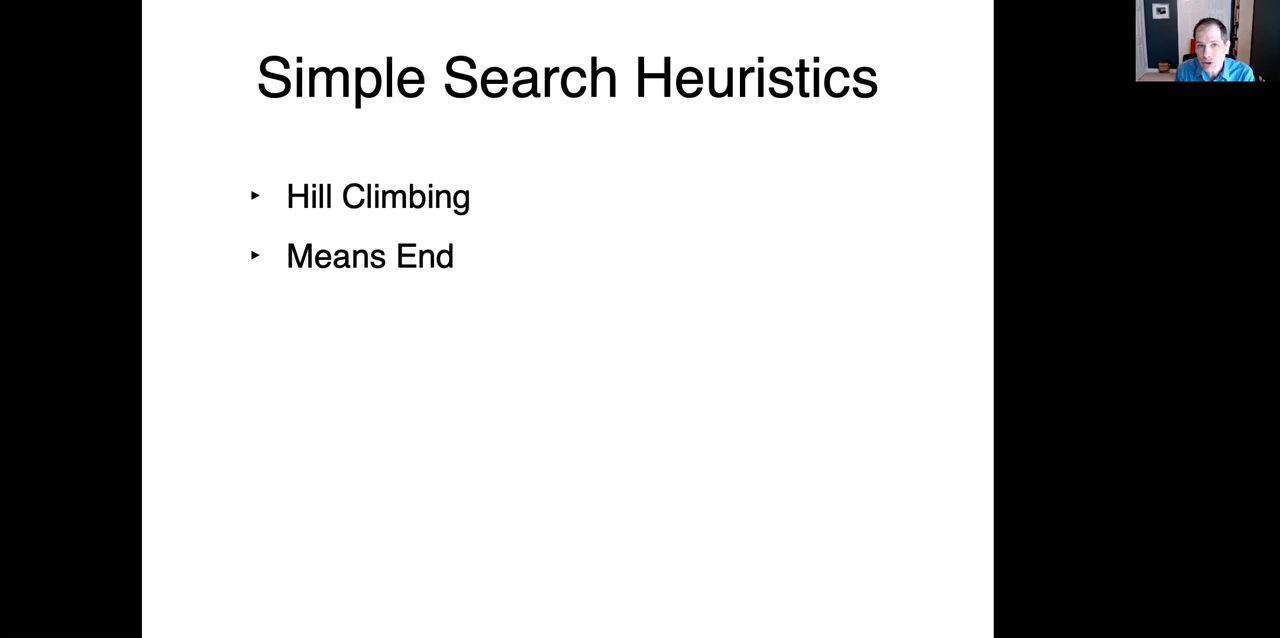 Simple Search Heuristics
‣ Hill Climbing
‣ Means End